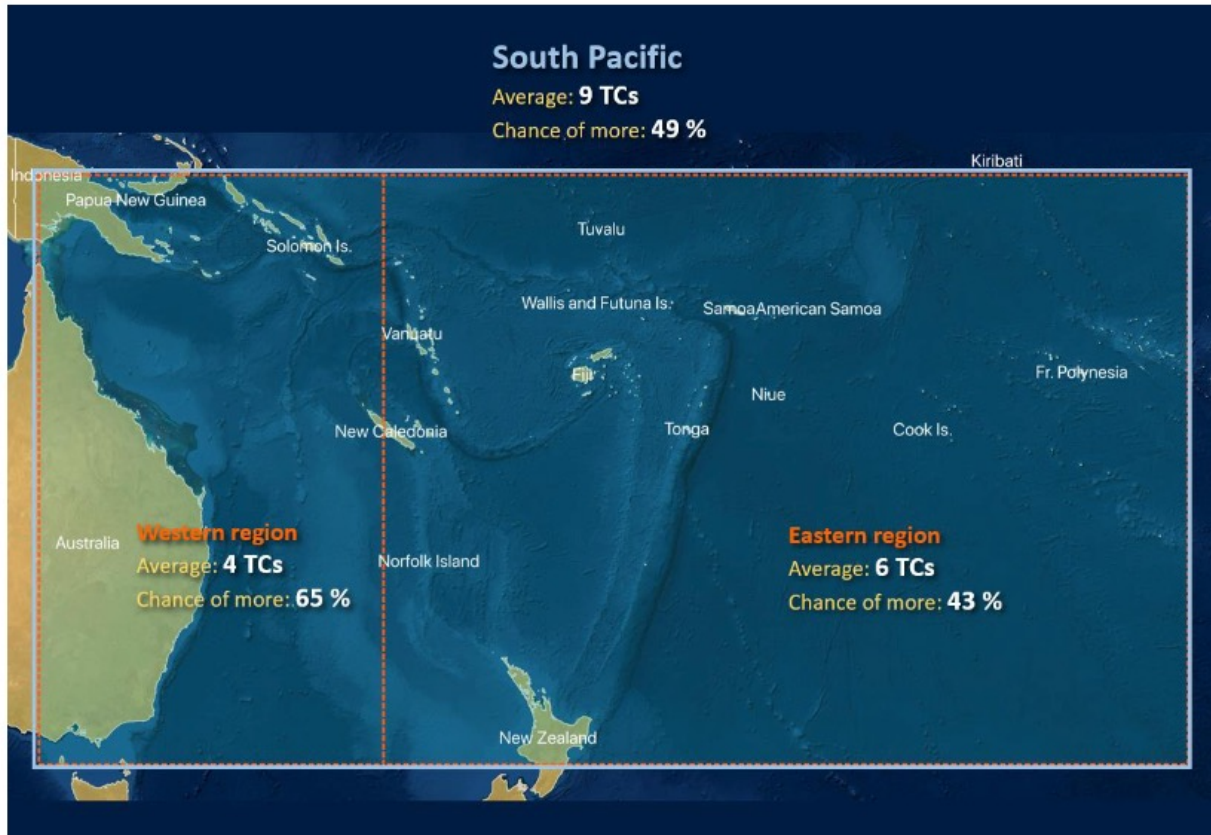 South Pacific
Average: 9 TCs
Chance of more: 49 %
Kiribati
Indonesia
Papua New Guinea
Solomon Is.
Tuvalu
Wallis and Futuna Is.
Samoa American Samoa
Vanuatu
Fiji
Fr. Polynesia
Niue
New Caledonia
Tonga
Cook Is.
Western region
Average: 4 TCs
Chance of more: 65 %
Australia
Norfolk Island
Eastern region
Average: 6 TCs
Chance of more: 43 %
New Zealand